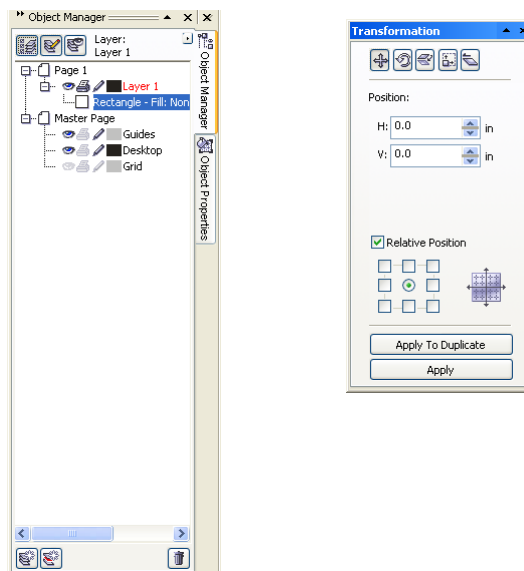 Object Manager
Layer:
Layer 1
Page 1
Layer 1
Rectangle - Fill: Non
Master Page
Guides
Desktop
Grid
Object Manager
Object Properties
Transformation
Position:
H: 0.0 in
V: 0.0 in
Relative Position
Apply To Duplicate
Apply